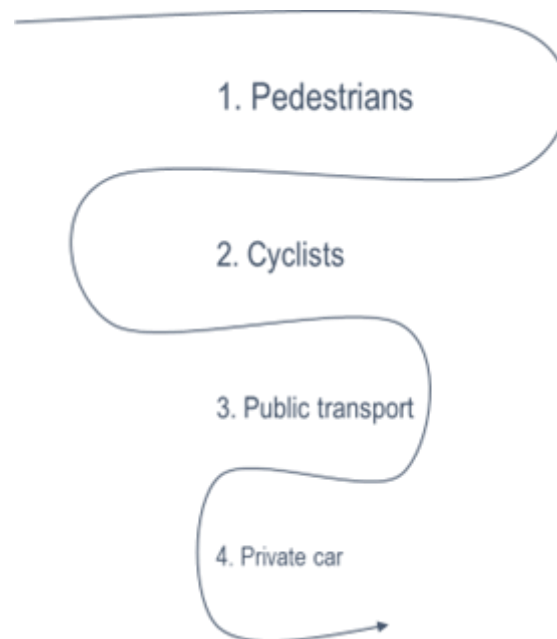 1. Pedestrians
2. Cyclists
3. Public transport
4. Private car